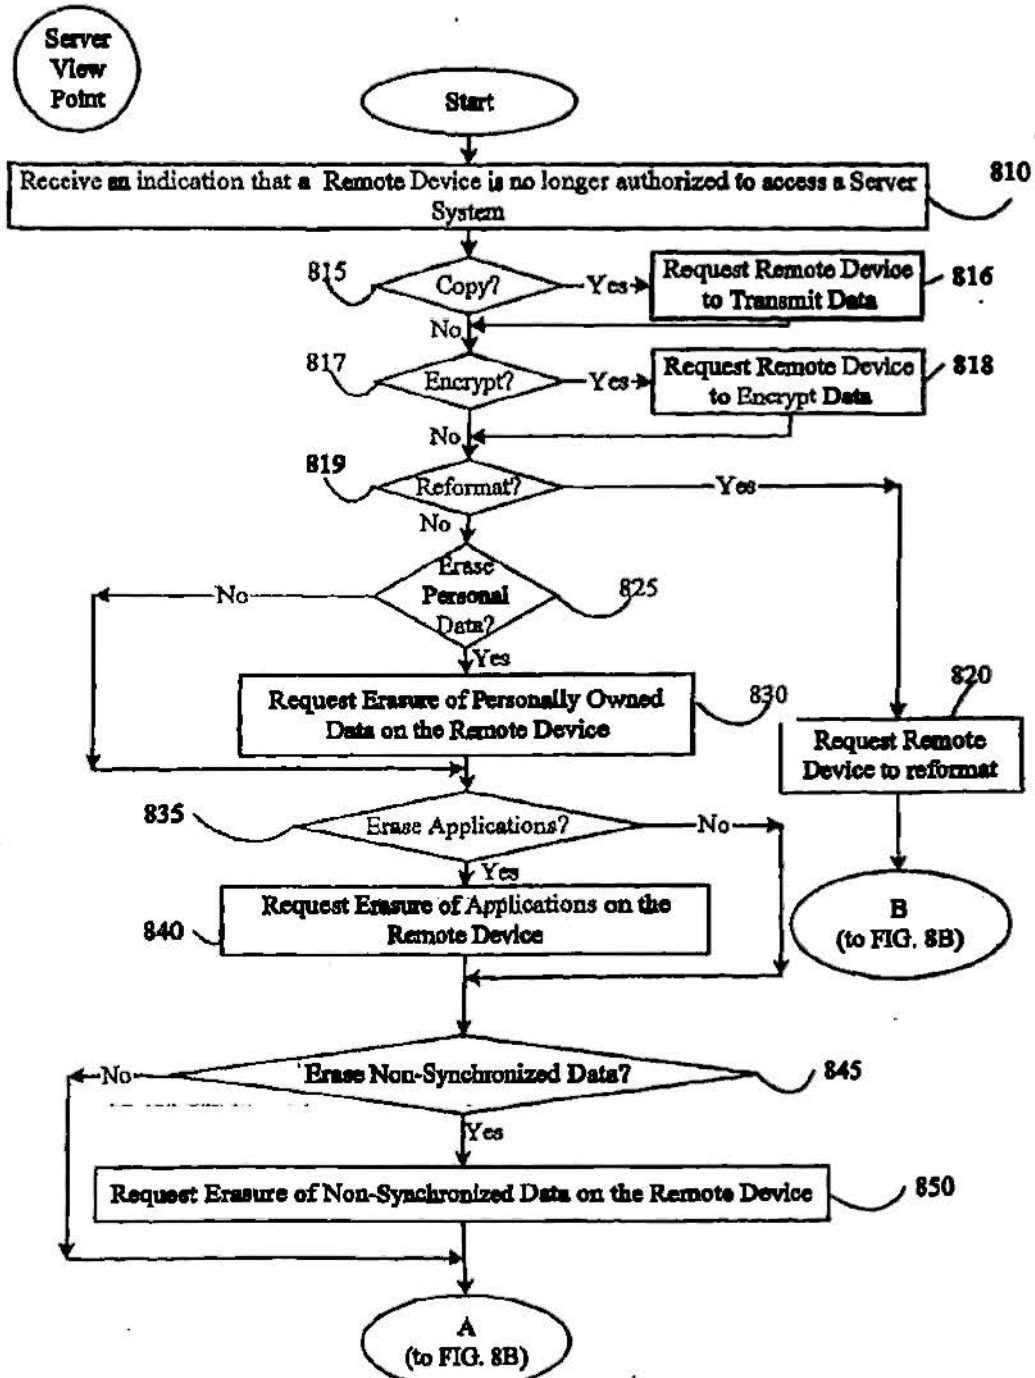 Server
View
Point
Start
Receive an indication that a Remote Device is no longer authorized to access a Server
System
810
815
Copy?
Yes
Request Remote Device
to Transmit Data
816
No
817
Encrypt?
Yes
Request Remote Device
to Encrypt Data
818
No
819
Reformat?
Yes
No
Erase
Personal
Data?
825
No
Yes
Request Erasure of Personally Owned
Data on the Remote Device
830
820
Request Remote
Device to reformat
835
Erase Applications?
No
Yes
Request Erasure of Applications on the
Remote Device
840
B
(to FIG. 8B)
Erase Non-Synchronized Data?
845
No
Yes
Request Erasure of Non-Synchronized Data on the Remote Device
850
A
(to FIG. 8B)